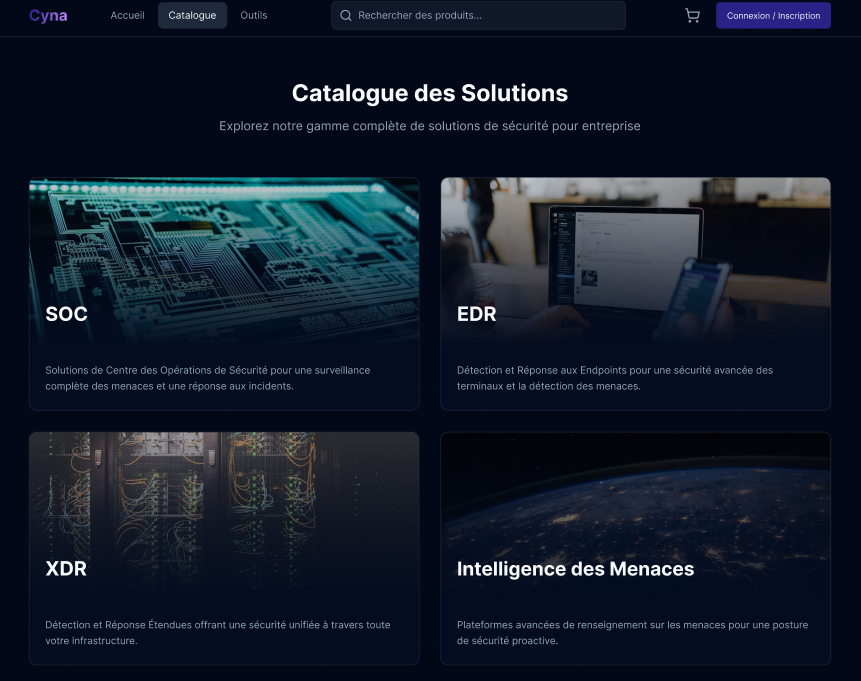 Cyna
Accueil
Catalogue
Outils
Rechercher des produits...
Connexion / Inscription
Catalogue des Solutions
Explorez notre gamme complète de solutions de sécurité pour entreprise
SOC
Solutions de Centre des Opérations de Sécurité pour une surveillance
complète des menaces et une réponse aux incidents.
EDR
Détection et Réponse aux Endpoints pour une sécurité avancée des
terminaux et la détection des menaces.
XDR
Détection et Réponse Étendues offrant une sécurité unifiée à travers toute
votre infrastructure.
Intelligence des Menaces
Plateformes avancées de renseignement sur les menaces pour une posture
de sécurité proactive.